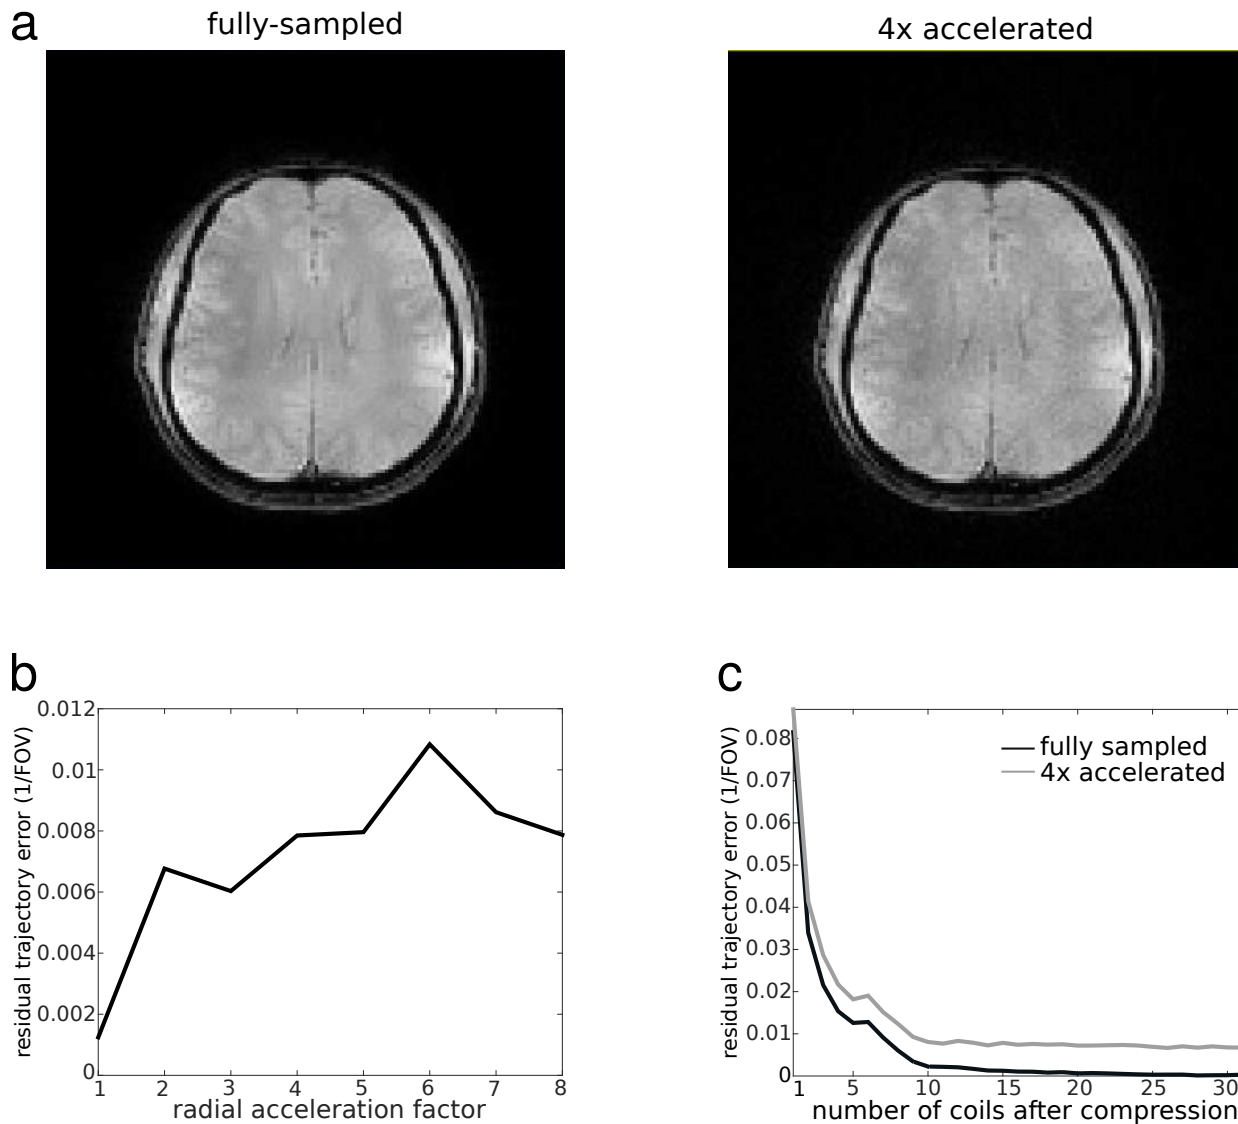 a
fully-sampled
4x accelerated
b
0.012
0.01
0.008
0.006
0.004
0.002
0
1 2 3 4 5 6 7 8
residual trajectory error (1/FOV)
radial acceleration factor
c
0.08
0.07
0.06
0.05
0.04
0.03
0.02
0.01
0
1 5 10 15 20 25 30
residual trajectory error (1/FOV)
number of coils after compression
fully sampled
4x accelerated